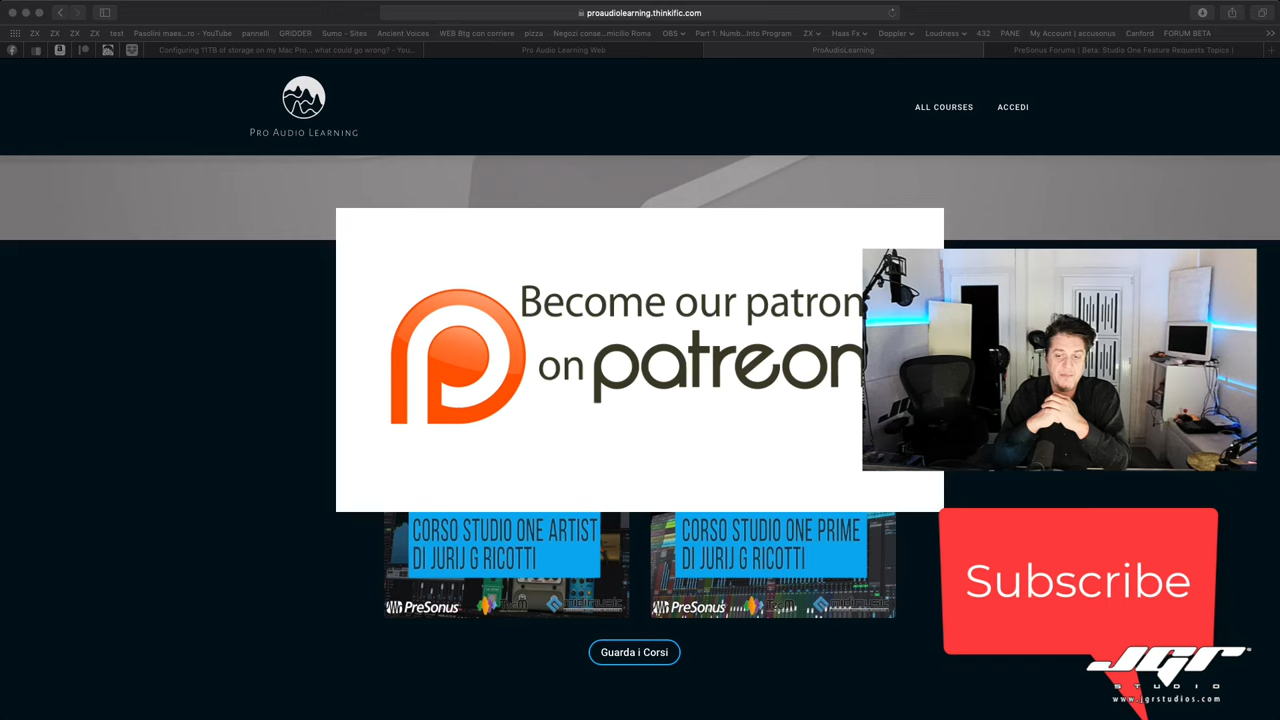 proaudiolearning.thinkific.com
ZX ZX ZX ZX test Pasolini maes...ro - YouTube pannelli GRIDDER Sumo - Sites Ancient Voices WEB Btg con corriere pizza Negozi conse...micilio Roma OBS Part 1: Numb...Into Program ZX Haas Fx Doppler Loudness 432 PANE My Account | accusonus Canford FORUM BETA
Configuring 11TB of storage on my Mac Pro... what could go wrong? - You... Pro Audio Learning Web ProAudioLearning PreSonus Forums | Beta: Studio One Feature Requests Topics |
Pro Audio Learning
ALL COURSES ACCEDI
Become our patron
on patreon
CORSO STUDIO ONE ARTIST
DI JURIJ G RICOTTI
PreSonus midimusic
CORSO STUDIO ONE PRIME
DI JURIJ G RICOTTI
PreSonus midimusic
Guarda i Corsi
Subscribe
JGR
STUDIO
www.jgrstudios.com